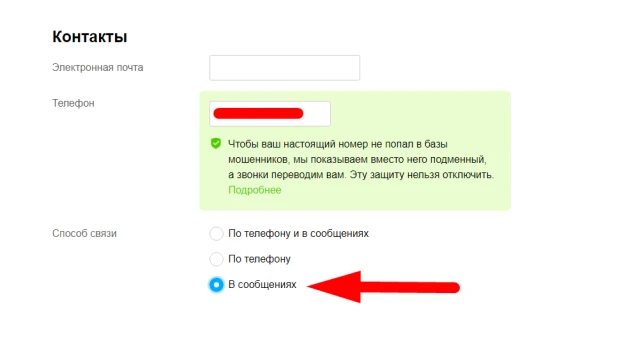 Контакты
Электронная почта
Телефон
Чтобы ваш настоящий номер не попал в базы
мошенников, мы показываем вместо него подменный,
а звонки переводим вам. Эту защиту нельзя отключить.
Подробнее
Способ связи
По телефону и в сообщениях
По телефону
В сообщениях